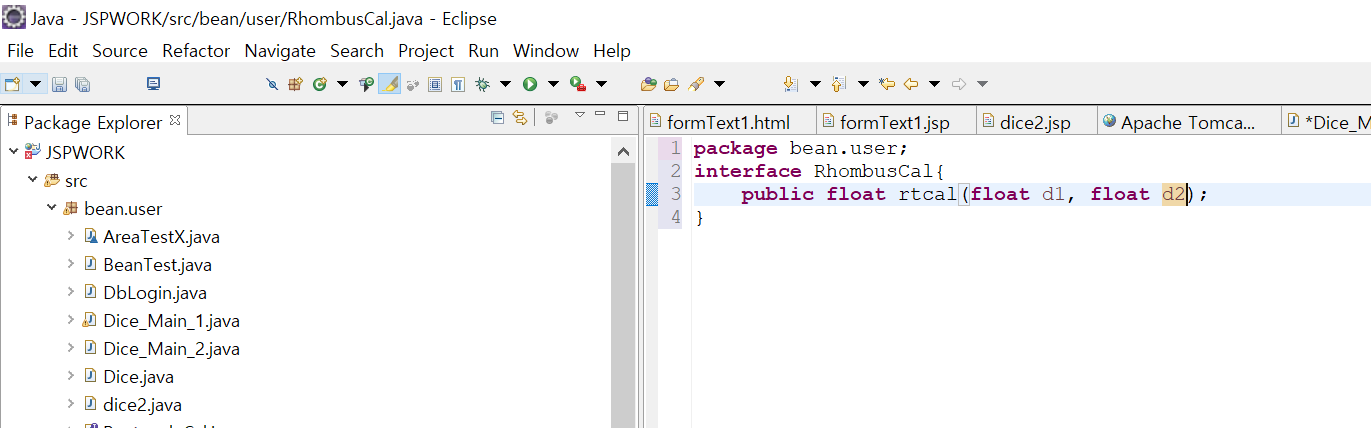 Java - JSPWORK/src/bean/user/RhombusCal.java - Eclipse
File Edit Source Refactor Navigate Search Project Run Window Help
Package Explorer
JSPWORK
src
bean.user
AreaTestX.java
BeanTest.java
DbLogin.java
Dice_Main_1.java
Dice_Main_2.java
Dice.java
dice2.java
formText1.html formText1.jsp dice2.jsp Apache Tomca... *Dice_M
1 package bean.user;
2 interface RhombusCal{
3 public float rtcal(float d1, float d2);
4 }